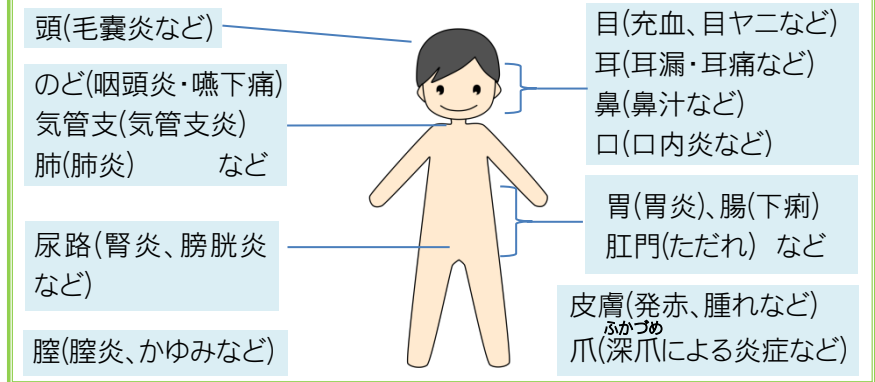 頭(毛嚢炎など)
のど(咽頭炎・嚥下痛)
気管支(気管支炎)
肺(肺炎)　　など
尿路(腎炎、膀胱炎
など)
膣(膣炎、かゆみなど)
目(充血、目ヤニなど)
耳(耳漏・耳痛など)
鼻(鼻汁など)
口(口内炎など)
胃(胃炎)、腸(下痢)
肛門(ただれ)　など
皮膚(発赤、腫れなど)
ふかづめ
爪(深爪による炎症など)